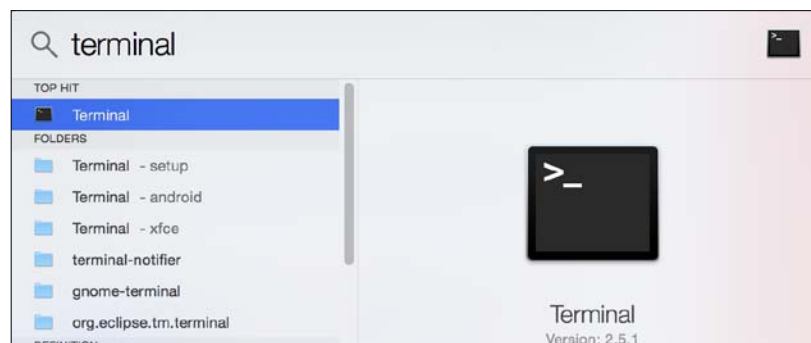 terminal
TOP HIT
Terminal
FOLDERS
Terminal - setup
Terminal - android
Terminal - xfce
terminal-notifier
gnome-terminal
org.eclipse.tm.terminal
DEFINITION
>_
Terminal
Version: 2.5.1